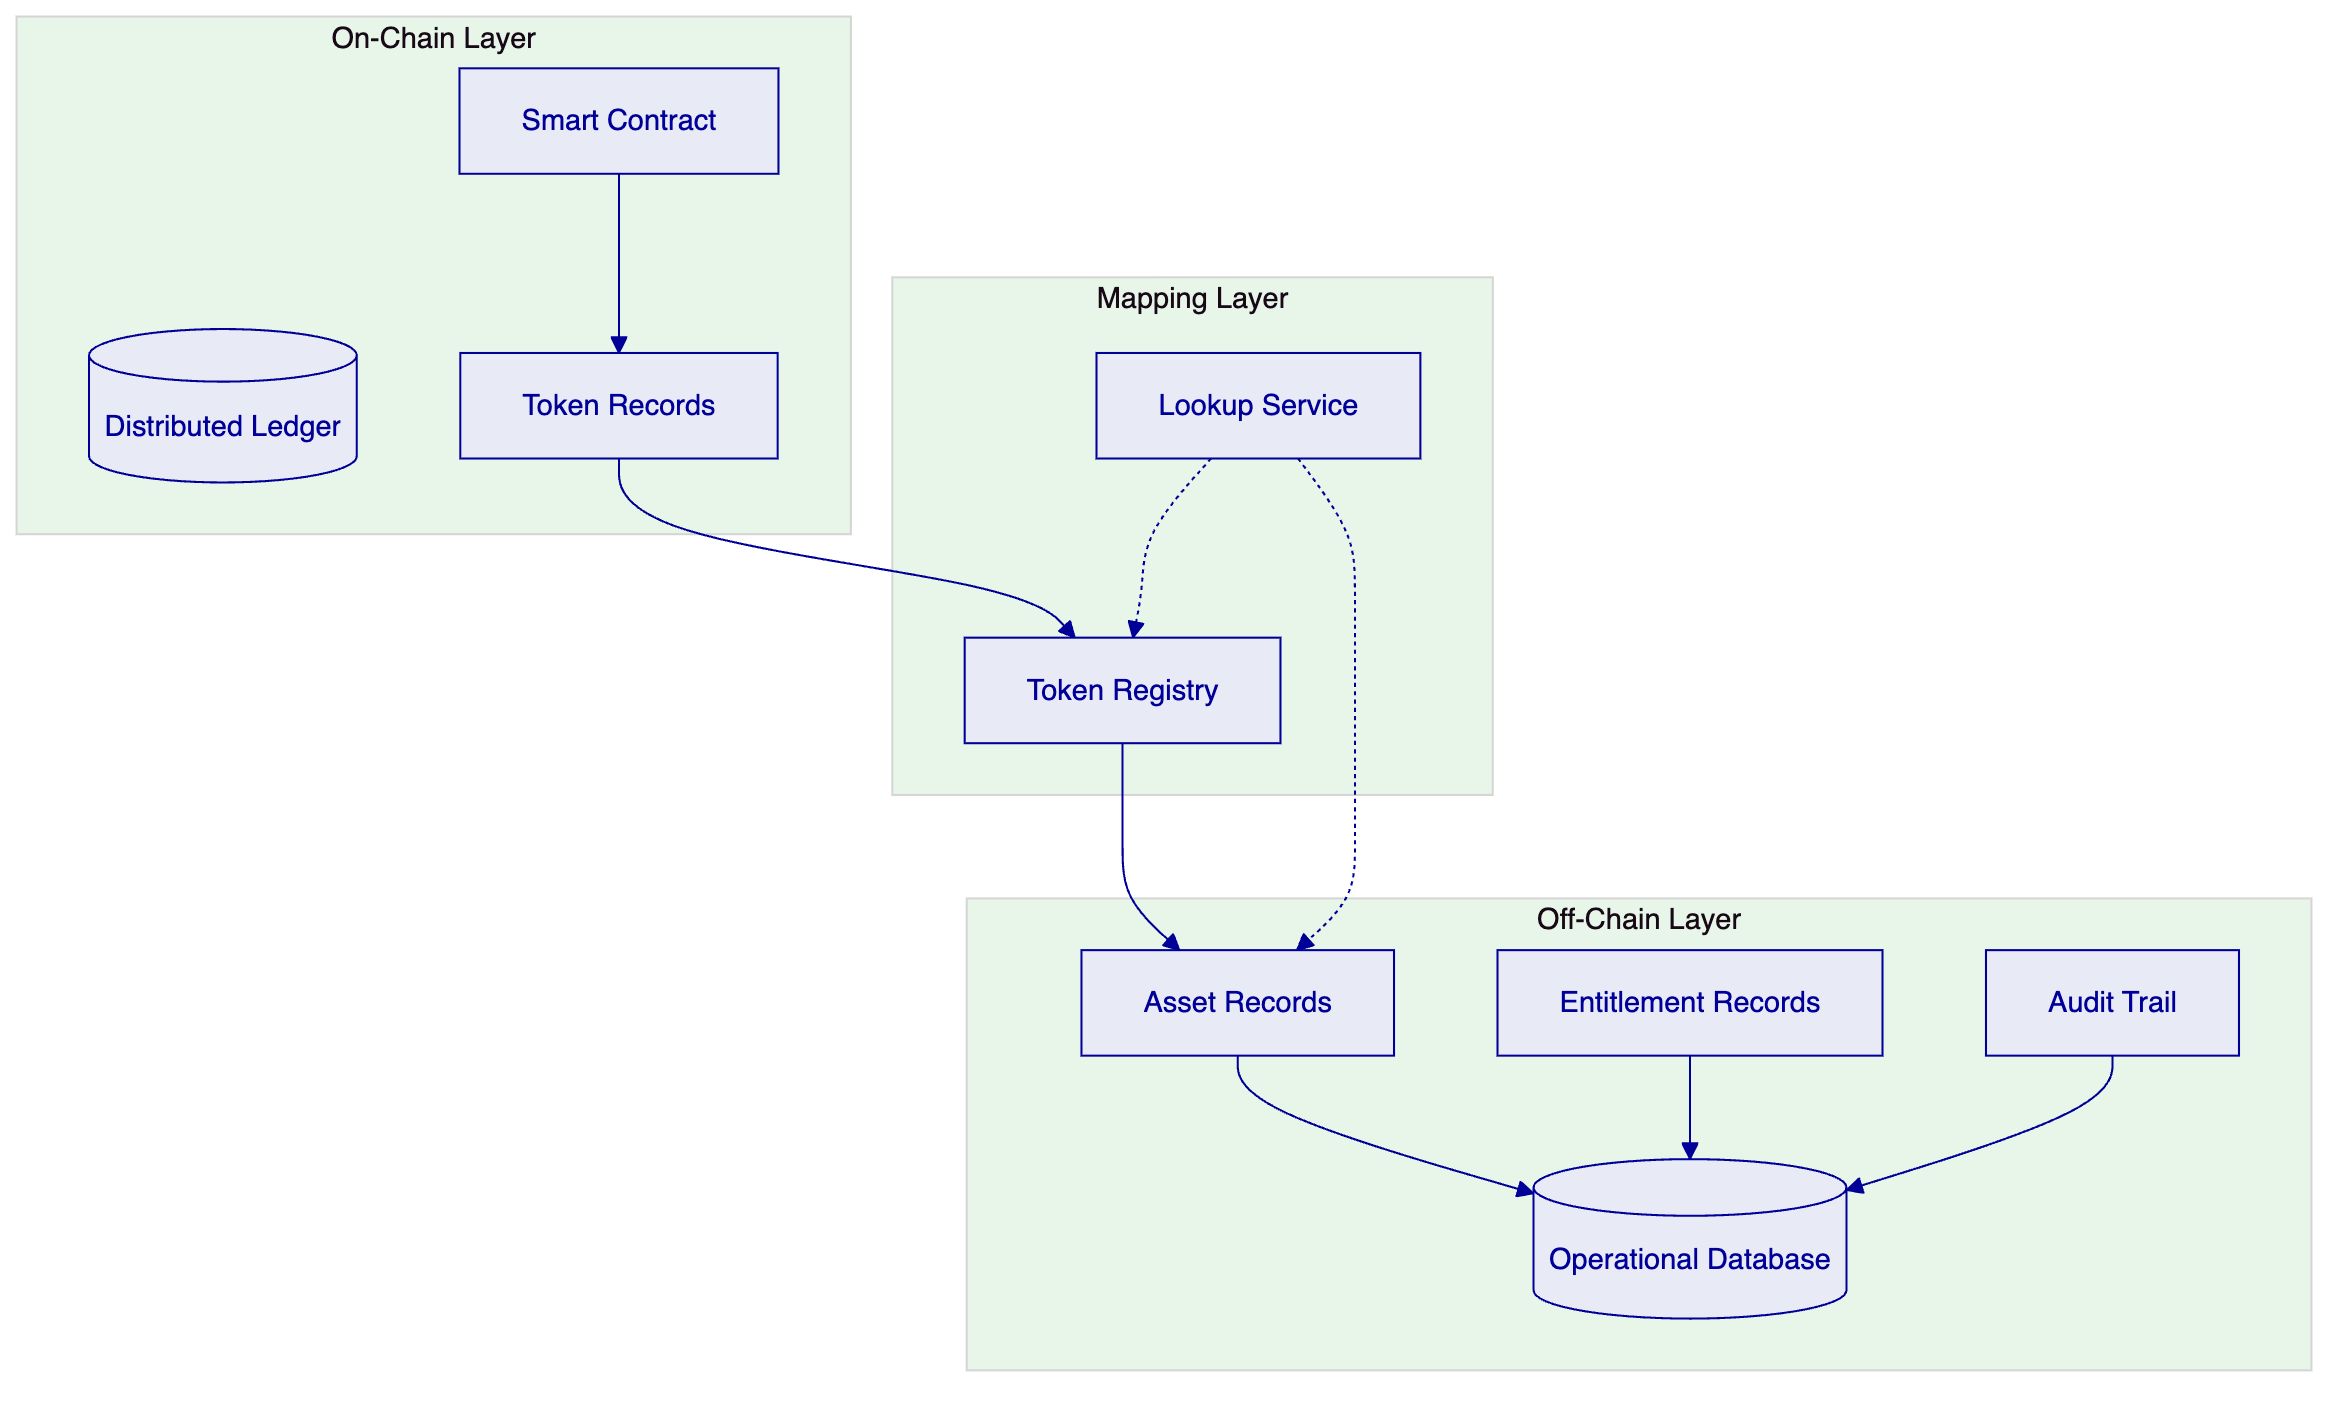 On-Chain Layer
Smart Contract
Distributed Ledger
Token Records
Mapping Layer
Lookup Service
Token Registry
Off-Chain Layer
Asset Records
Entitlement Records
Audit Trail
Operational Database